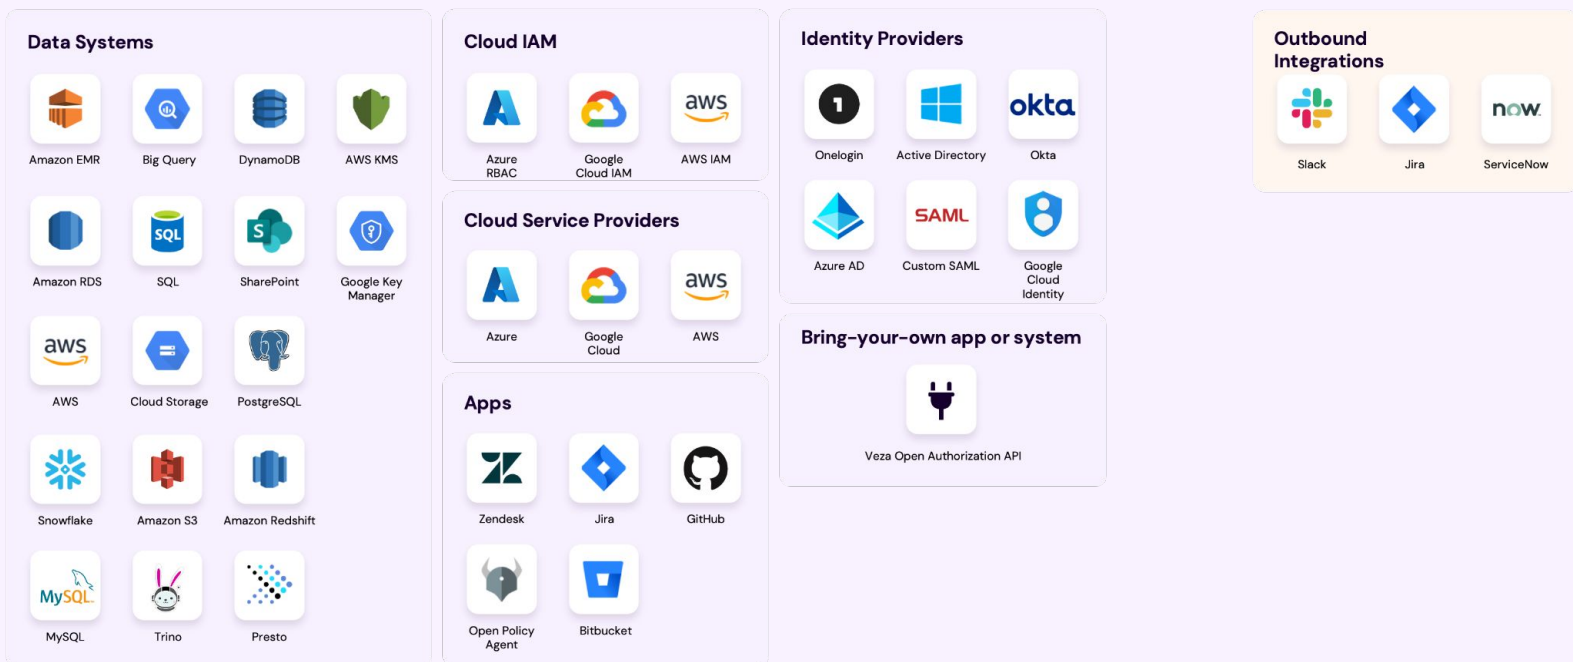 Data Systems
Amazon EMR
Big Query
DynamoDB
AWS KMS
Amazon RDS
SQL
SQL
S
SharePoint
Google Key
Manager
aws
AWS
Cloud Storage
PostgreSQL
Snowflake
Amazon S3
Amazon Redshift
MySQL
MySQL
Trino
Presto
Cloud IAM
Azure
RBAC
Google
Cloud IAM
aws
AWS IAM
Cloud Service Providers
Azure
Google
Cloud
aws
AWS
Apps
Zendesk
Jira
GitHub
Open Policy
Agent
Bitbucket
Identity Providers
1
Onelogin
Active Directory
okta
Okta
Azure AD
SAML
Custom SAML
Google
Cloud
Identity
Bring-your-own app or system
Veza Open Authorization API
Outbound
Integrations
Slack
Jira
now
ServiceNow